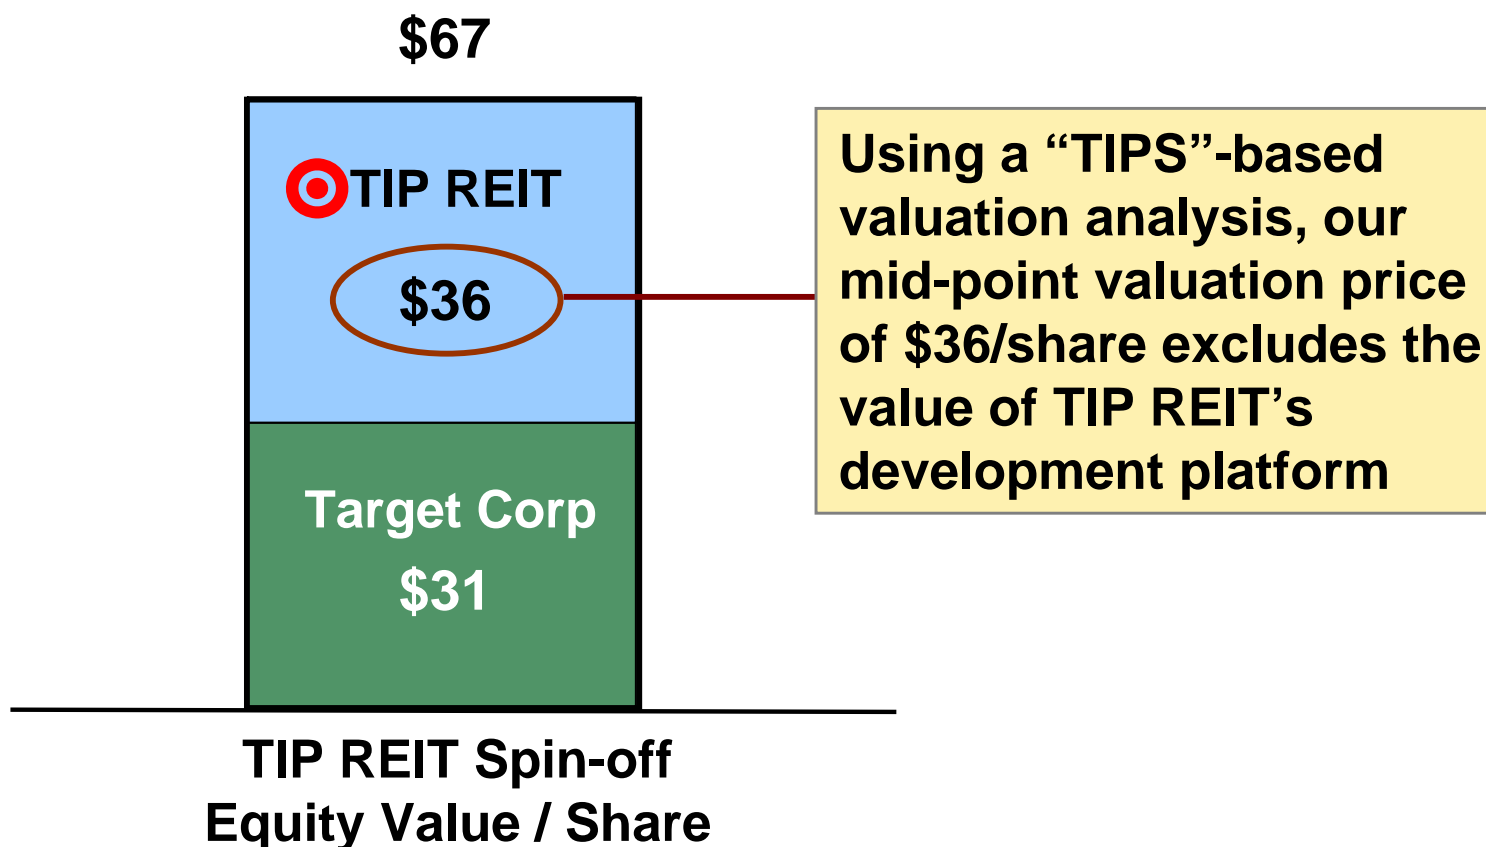 $67
TIP REIT
$36
Target Corp
$31
Using a “TIPS”-based
valuation analysis, our
mid-point valuation price
of $36/share excludes the
value of TIP REIT’s
development platform
TIP REIT Spin-off
Equity Value / Share